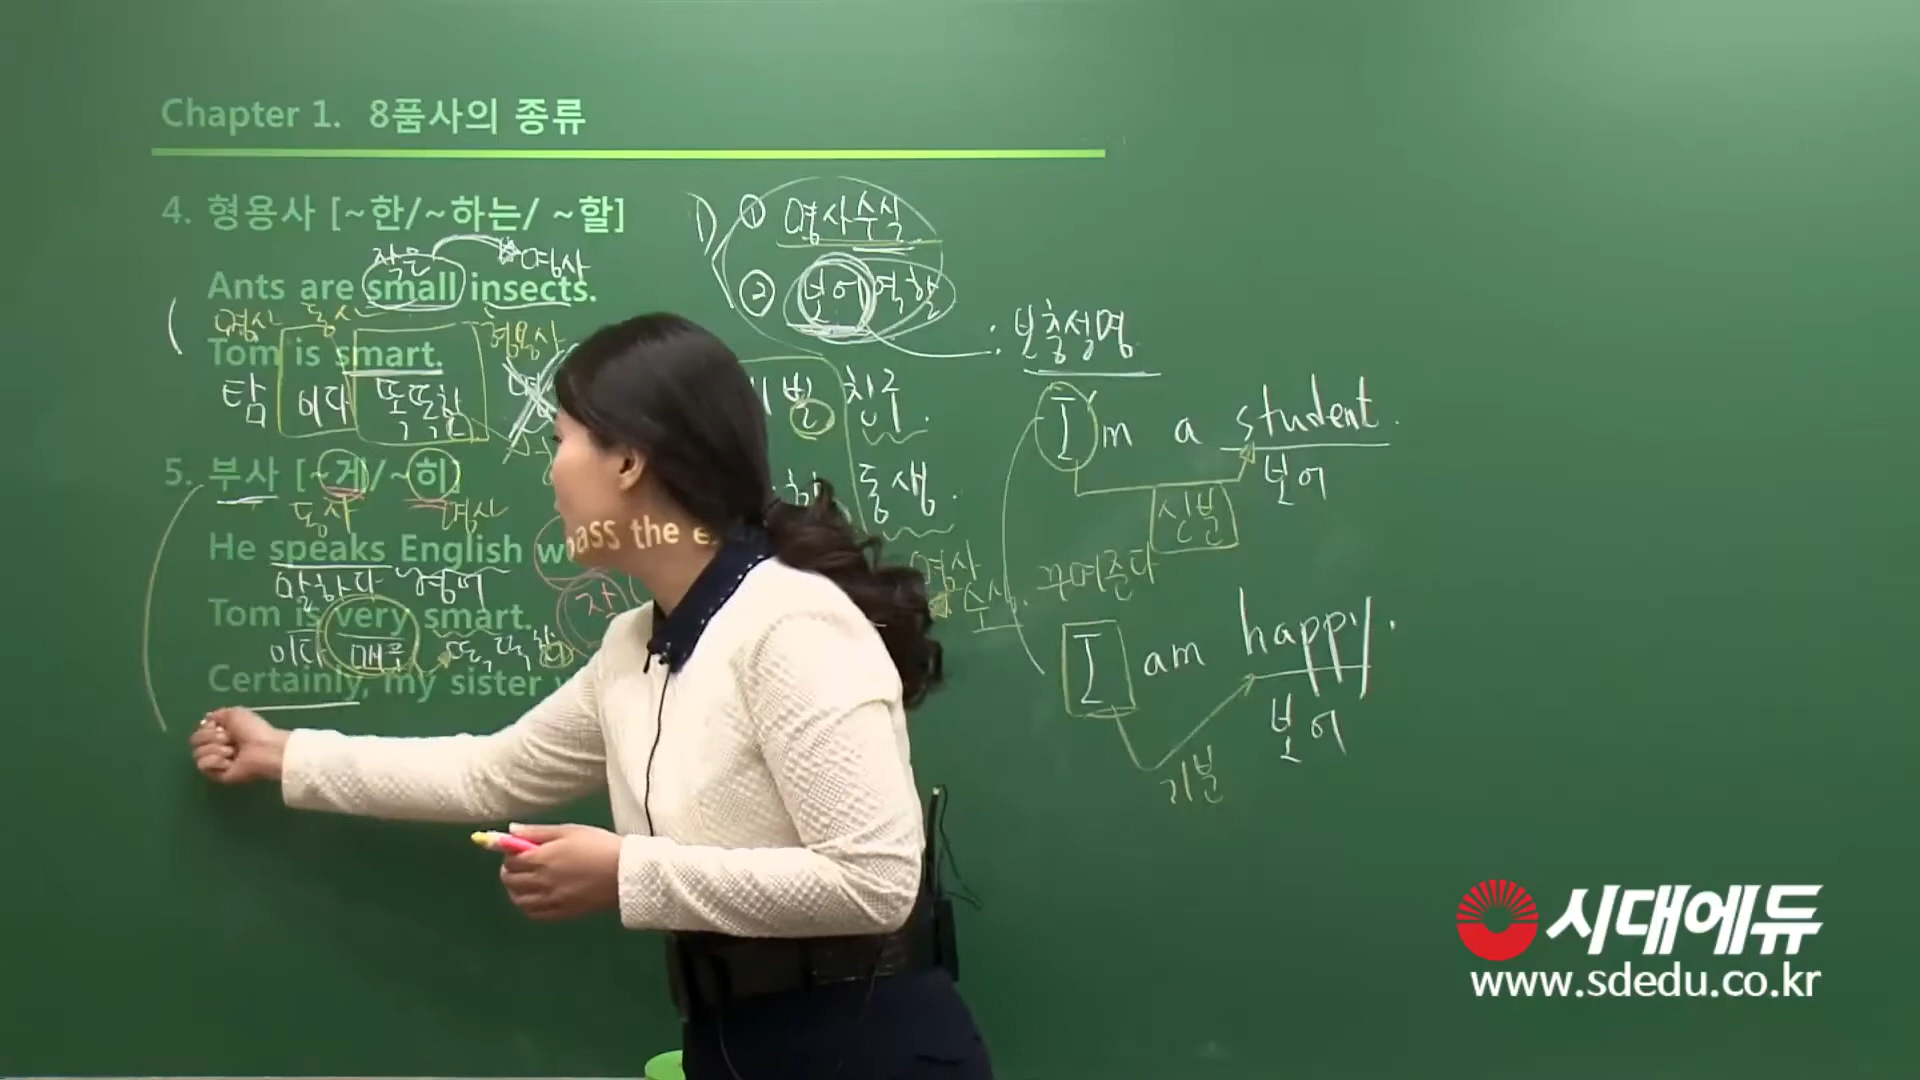 Chapter 1. 8품사의 종류
4. 형용사 [~한/~하는/ ~할]
작은 명사
Ants are small insects.
명사 동사 형용사
Tom is smart.
탐 이다 똑똑한
5. 부사 [~게/~히]
동사 명사
He speaks English w
말하다 영어
Tom is very smart.
이다 매우 똑똑한
Certainly, my sister
1) ① 명사수식
② 보어역할
보충설명
친구.
동생.
pass the e
잘
명사
수식. 꾸며준다
I'm a student.
보어
신분
I am happy.
보어
기분
시대에듀
www.sdedu.co.kr